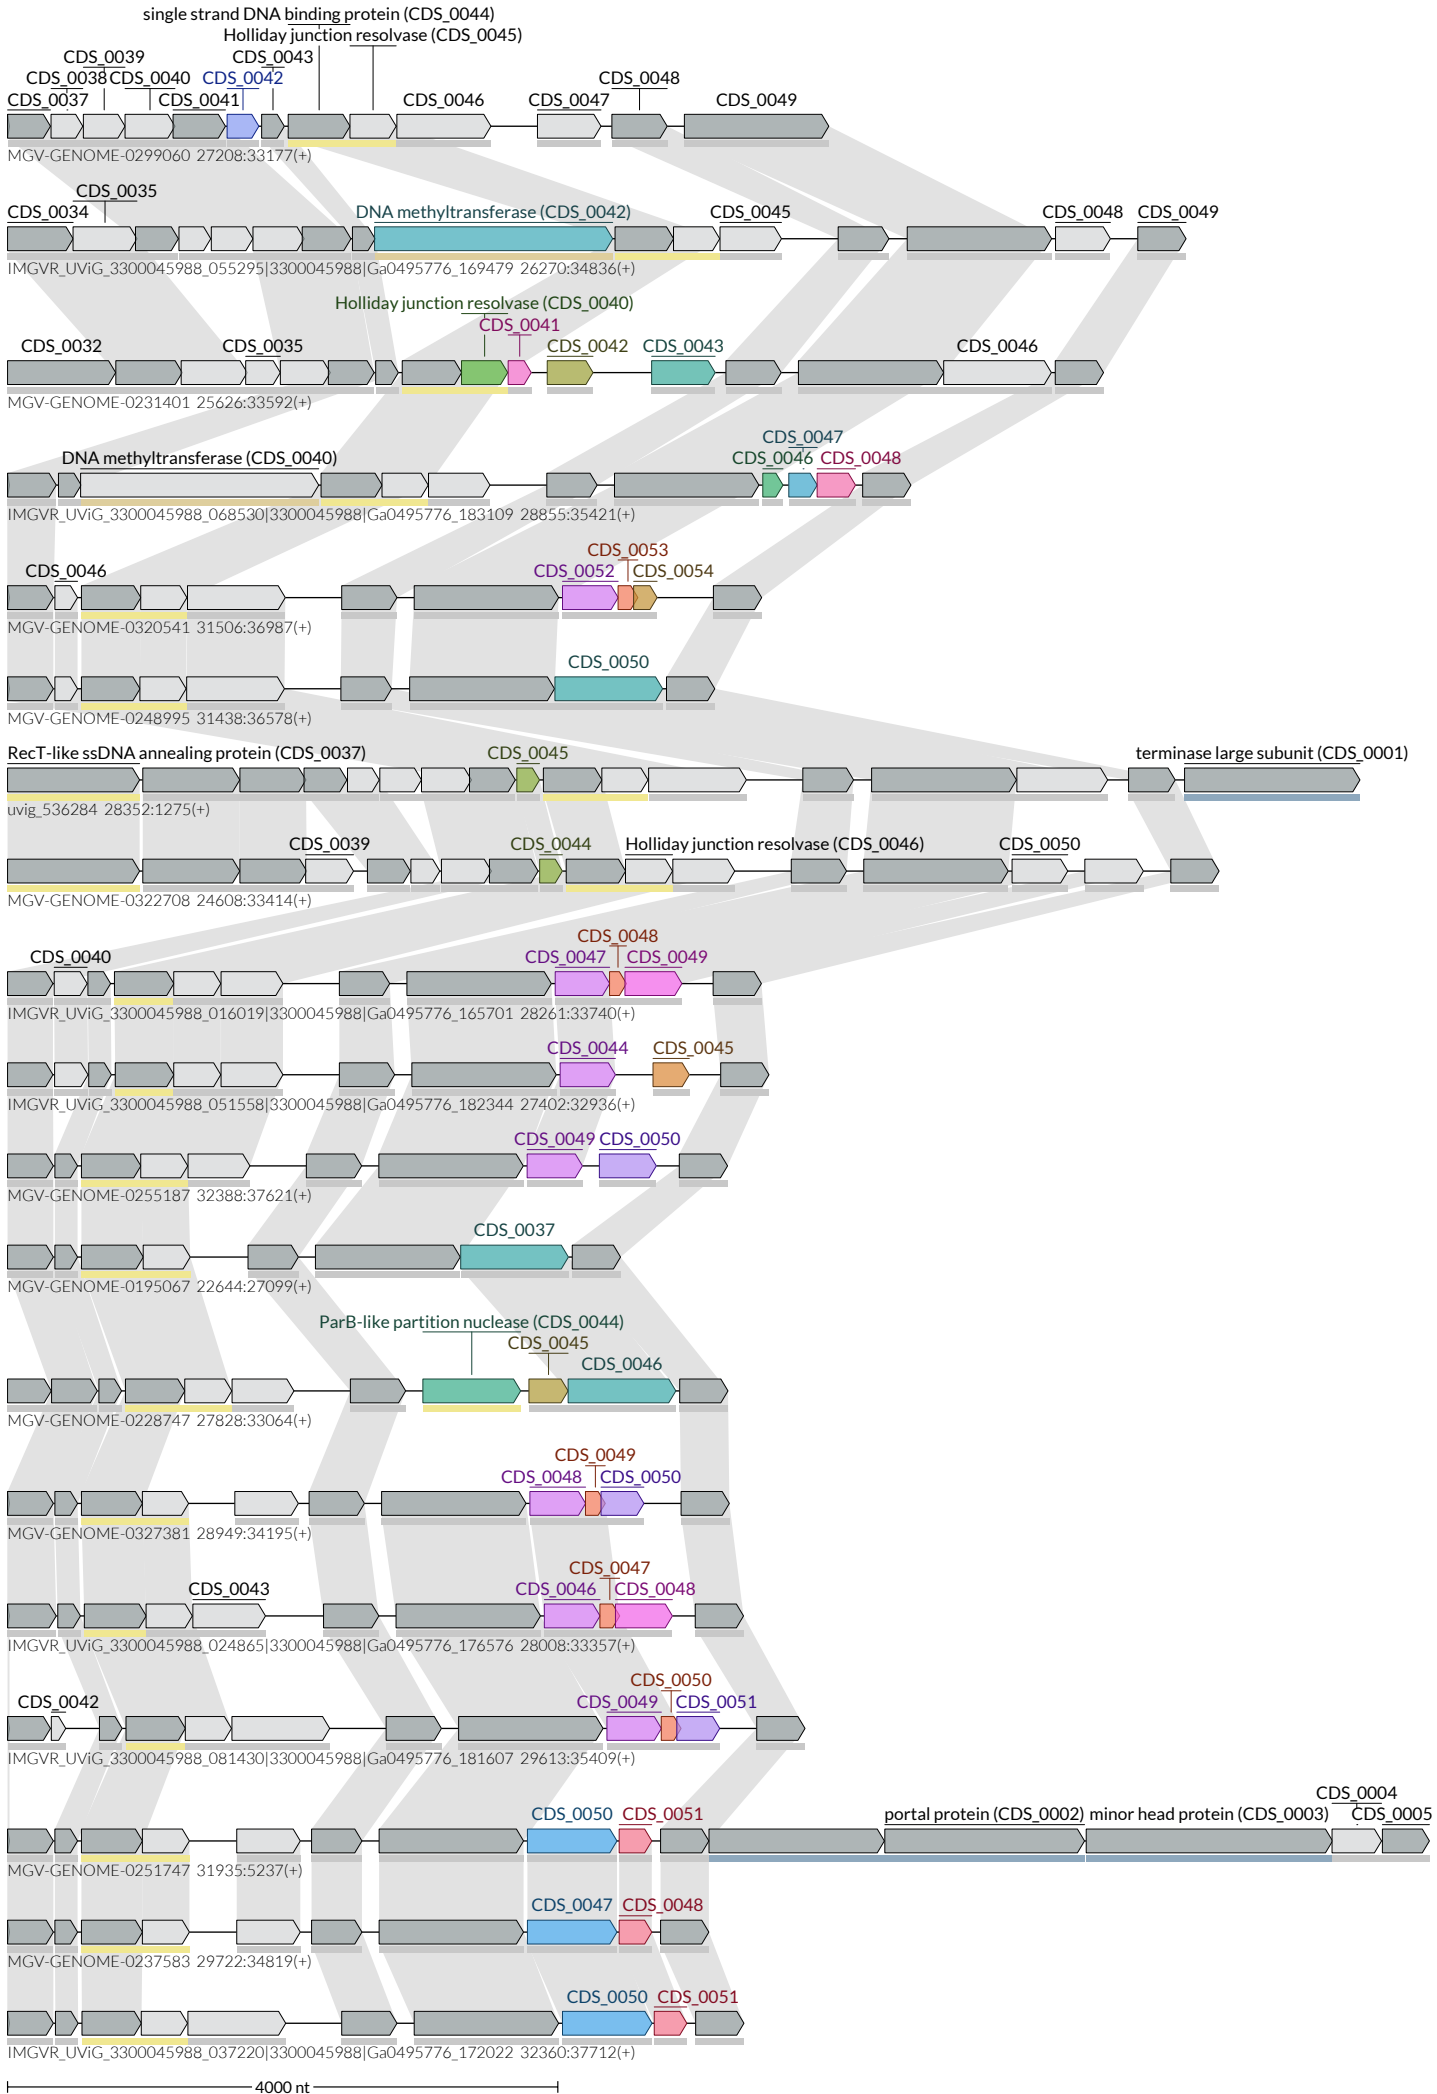 single strand DNA binding protein (CDS_0044)
Holliday junction resolvase (CDS_0045)
CDS_0039 CDS_0043
CDS_0038 CDS_0040 CDS_0042 CDS_0048
CDS_0037 CDS_0041 CDS_0046 CDS_0047 CDS_0049
MGV-GENOME-0299060 27208:33177(+)
CDS_0035
CDS_0034 DNA methyltransferase (CDS_0042) CDS_0045 CDS_0048 CDS_0049
IMGVR_UViG_3300045988_055295|3300045988|Ga0495776_169479 26270:34836(+)
Holliday junction resolvase (CDS_0040)
CDS_0041
CDS_0032 CDS_0035 CDS_0042 CDS_0043 CDS_0046
MGV-GENOME-0231401 25626:33592(+)
CDS_0047
DNA methyltransferase (CDS_0040) CDS_0046 CDS_0048
IMGVR_UViG_3300045988_068530|3300045988|Ga0495776_183109 28855:35421(+)
CDS_0053
CDS_0046 CDS_0052 CDS_0054
MGV-GENOME-0320541 31506:36987(+)
CDS_0050
MGV-GENOME-0248995 31438:36578(+)
RecT-like ssDNA annealing protein (CDS_0037) CDS_0045 terminase large subunit (CDS_0001)
uvig_536284 28352:1275(+)
CDS_0039 CDS_0044 Holliday junction resolvase (CDS_0046) CDS_0050
MGV-GENOME-0322708 24608:33414(+)
CDS_0048
CDS_0040 CDS_0047 CDS_0049
IMGVR_UViG_3300045988_016019|3300045988|Ga0495776_165701 28261:33740(+)
CDS_0044 CDS_0045
IMGVR_UViG_3300045988_051558|3300045988|Ga0495776_182344 27402:32936(+)
CDS_0049 CDS_0050
MGV-GENOME-0255187 32388:37621(+)
CDS_0037
MGV-GENOME-0195067 22644:27099(+)
ParB-like partition nuclease (CDS_0044)
CDS_0045
CDS_0046
MGV-GENOME-0228747 27828:33064(+)
CDS_0049
CDS_0048 CDS_0050
MGV-GENOME-0327381 28949:34195(+)
CDS_0047
CDS_0043 CDS_0046 CDS_0048
IMGVR_UViG_3300045988_024865|3300045988|Ga0495776_176576 28008:33357(+)
CDS_0050
CDS_0042 CDS_0049 CDS_0051
IMGVR_UViG_3300045988_081430|3300045988|Ga0495776_181607 29613:35409(+)
CDS_0004
CDS_0050 CDS_0051 portal protein (CDS_0002) minor head protein (CDS_0003) CDS_0005
MGV-GENOME-0251747 31935:5237(+)
CDS_0047 CDS_0048
MGV-GENOME-0237583 29722:34819(+)
CDS_0050 CDS_0051
IMGVR_UViG_3300045988_037220|3300045988|Ga0495776_172022 32360:37712(+)
4000 nt